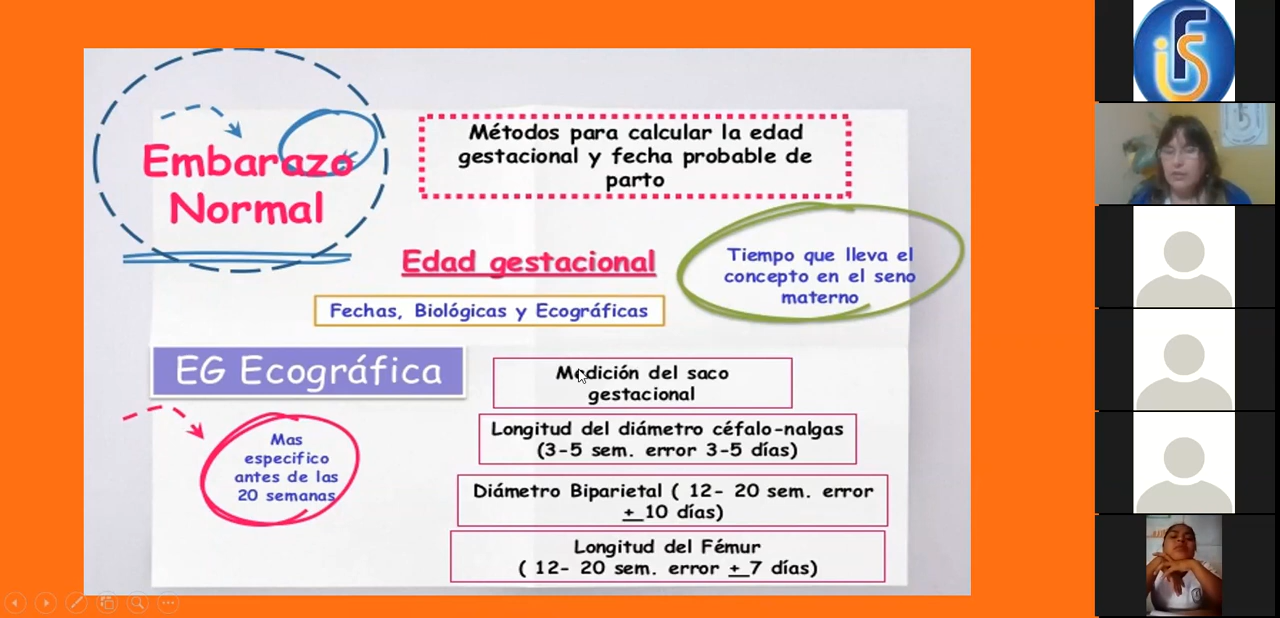 Embarazo
Normal
Métodos para calcular la edad
gestacional y fecha probable de
parto
Edad gestacional
Tiempo que lleva el
concepto en el seno
materno
Fechas, Biológicas y Ecográficas
EG Ecográfica
Mas
especifico
antes de las
20 semanas
Medición del saco
gestacional
Longitud del diámetro céfalo-nalgas
(3-5 sem. error 3-5 días)
Diámetro Biparietal ( 12- 20 sem. error
+ 10 días)
Longitud del Fémur
( 12- 20 sem. error + 7 días)
iFS